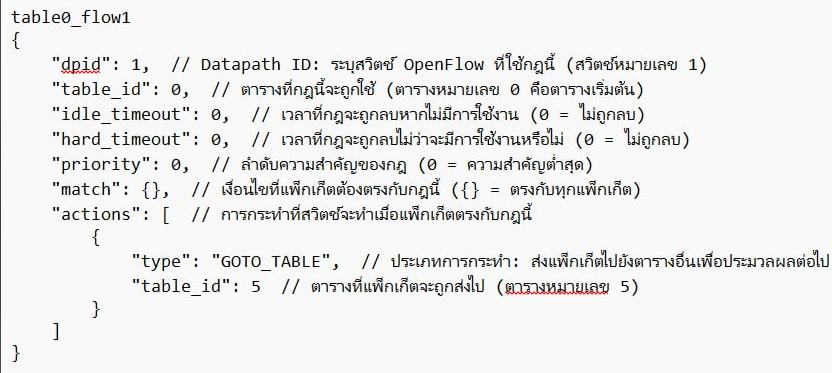 table0_flow1
{
    "dpid": 1,  // Datapath ID: ระบุสวิตช์ OpenFlow ที่ใช้กฎนี้ (สวิตช์หมายเลข 1)
    "table_id": 0,  // ตารางที่กฎนี้จะถูกใช้ (ตารางหมายเลข 0 คือตารางเริ่มต้น)
    "idle_timeout": 0,  // เวลาที่กฎจะถูกลบหากไม่มีการใช้งาน (0 = ไม่ถูกลบ)
    "hard_timeout": 0,  // เวลาที่กฎจะถูกลบไม่ว่าจะมีการใช้งานหรือไม่ (0 = ไม่ถูกลบ)
    "priority": 0,  // ลำดับความสำคัญของกฎ (0 = ความสำคัญต่ำสุด)
    "match": {},  // เงื่อนไขที่แพ็กเก็ตต้องตรงกับกฎนี้ ({} = ตรงกับทุกแพ็กเก็ต)
    "actions": [  // การกระทำที่สวิตช์จะทำเมื่อแพ็กเก็ตตรงกับกฎนี้
        {
            "type": "GOTO_TABLE",  // ประเภทการกระทำ: ส่งแพ็กเก็ตไปยังตารางอื่นเพื่อประมวลผลต่อไป
            "table_id": 5  // ตารางที่แพ็กเก็ตจะถูกส่งไป (ตารางหมายเลข 5)
        }
    ]
}